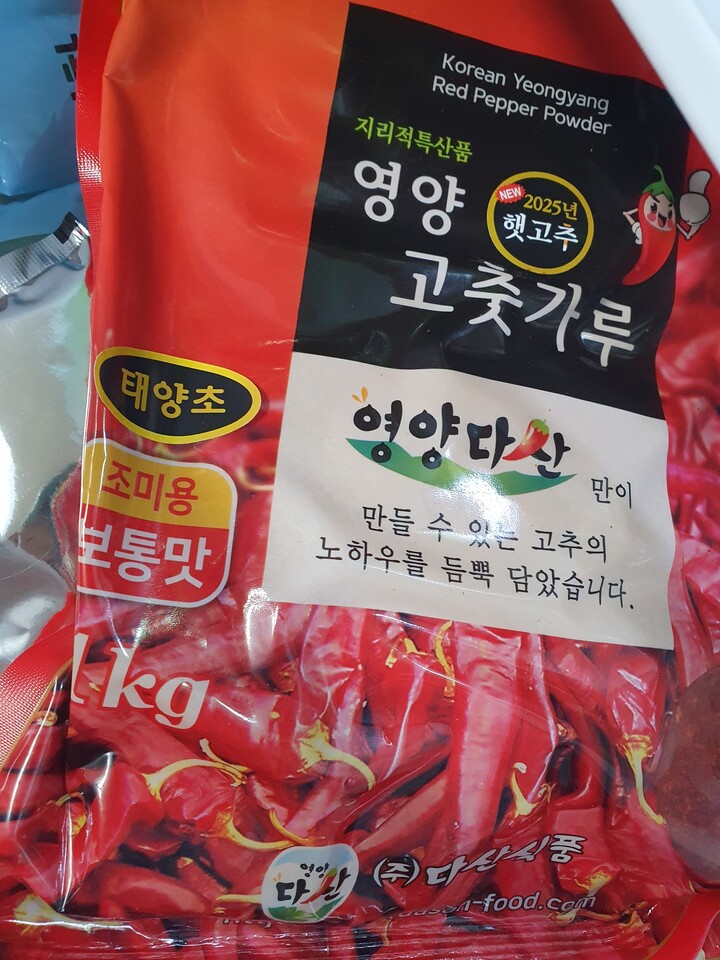 Korean Yeongyang
Red Pepper Powder
지리적특산품
영양
NEW
2025년
햇고추
고춧가루
태양초
조미용
보통맛
영양다산 만이
만들 수 있는 고추의
노하우를 듬뿍 담았습니다.
1kg
영양
다산
(주)다산식품
-food.com